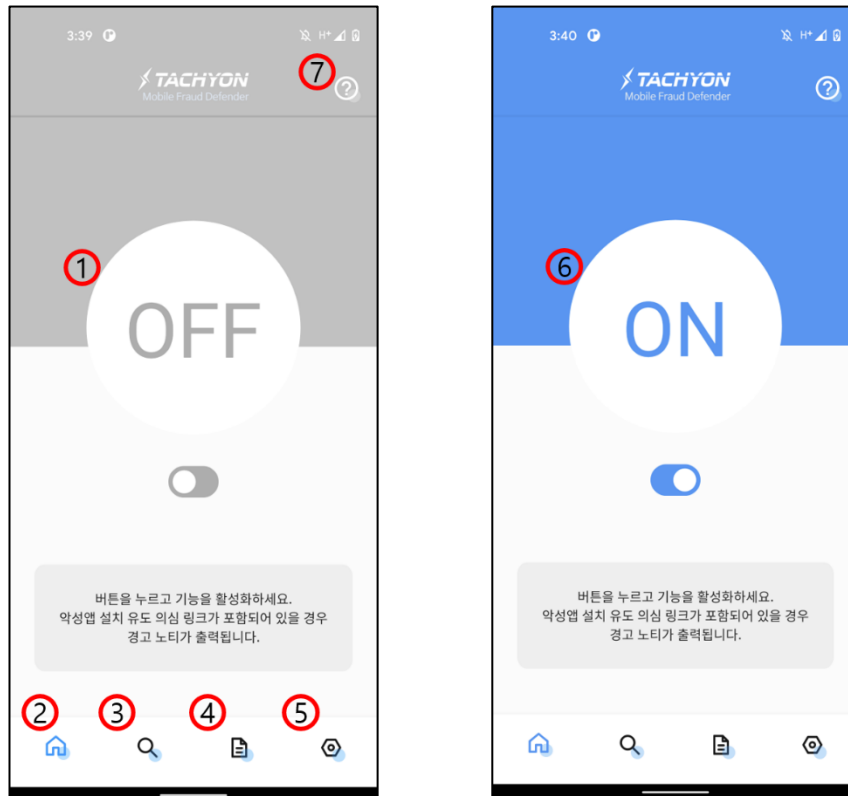 3:39
H+
TACHYON
Mobile Fraud Defender
7
1
OFF
버튼을 누르고 기능을 활성화하세요.
악성앱 설치 유도 의심 링크가 포함되어 있을 경우
경고 노티가 출력됩니다.
2
3
4
5
3:40
H+
TACHYON
Mobile Fraud Defender
6
ON
버튼을 누르고 기능을 활성화하세요.
악성앱 설치 유도 의심 링크가 포함되어 있을 경우
경고 노티가 출력됩니다.